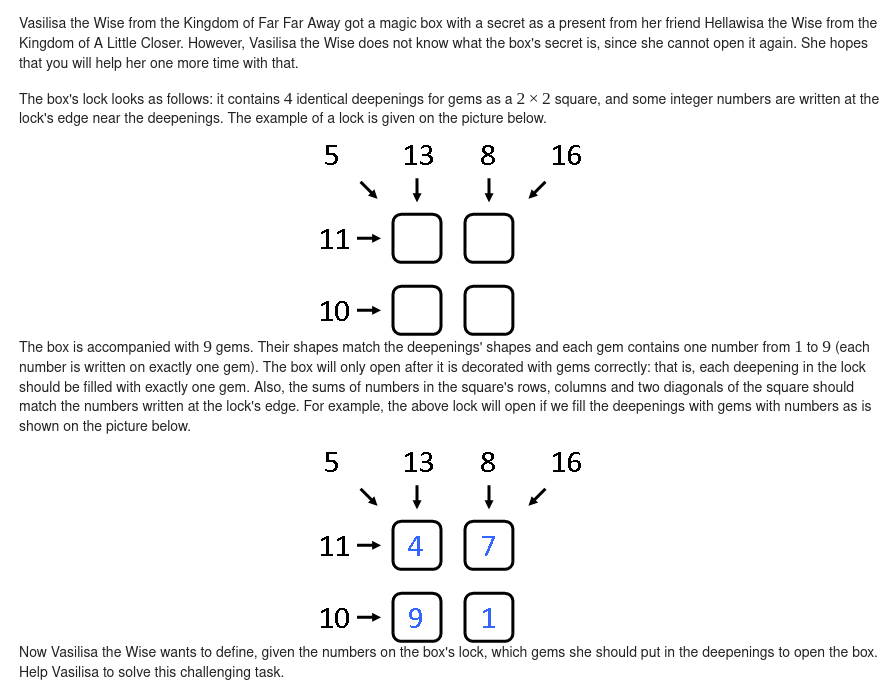 Vasilisa the Wise from the Kingdom of Far Far Away got a magic box with a secret as a present from her friend Hellawisa the Wise from the
Kingdom of A Little Closer. However, Vasilisa the Wise does not know what the box's secret is, since she cannot open it again. She hopes
that you will help her one more time with that.
The box's lock looks as follows: it contains 4 identical deepenings for gems as a 2 × 2 square, and some integer numbers are written at the
lock's edge near the deepenings. The example of a lock is given on the picture below.
5 13 8 16
11
10
The box is accompanied with 9 gems. Their shapes match the deepenings' shapes and each gem contains one number from 1 to 9 (each
number is written on exactly one gem). The box will only open after it is decorated with gems correctly: that is, each deepening in the lock
should be filled with exactly one gem. Also, the sums of numbers in the square's rows, columns and two diagonals of the square should
match the numbers written at the lock's edge. For example, the above lock will open if we fill the deepenings with gems with numbers as is
shown on the picture below.
5 13 8 16
11 4 7
10 9 1
Now Vasilisa the Wise wants to define, given the numbers on the box's lock, which gems she should put in the deepenings to open the box.
Help Vasilisa to solve this challenging task.